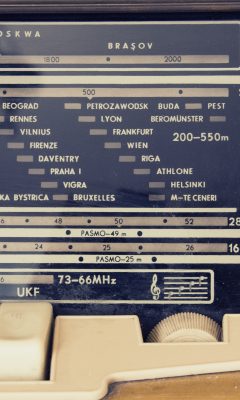 OSKWA
BRAŞOV
1800 2000
500
BEOGRAD PETROZAWODSK BUDA PEST
RENNES LYON BEROMÜNSTER
VILNIUS FRANKFURT 200-550m
FIRENZE WIEN
DAVENTRY RIGA
PRAHA I ATHLONE
VIGRA HELSINKI
KA BYSTRICA BRUXELLES M-TE CENERI
48 50 52 28
PASMO-49 m
24 25 26 16
PASMO-25 m
6 73-66MHz
UKF